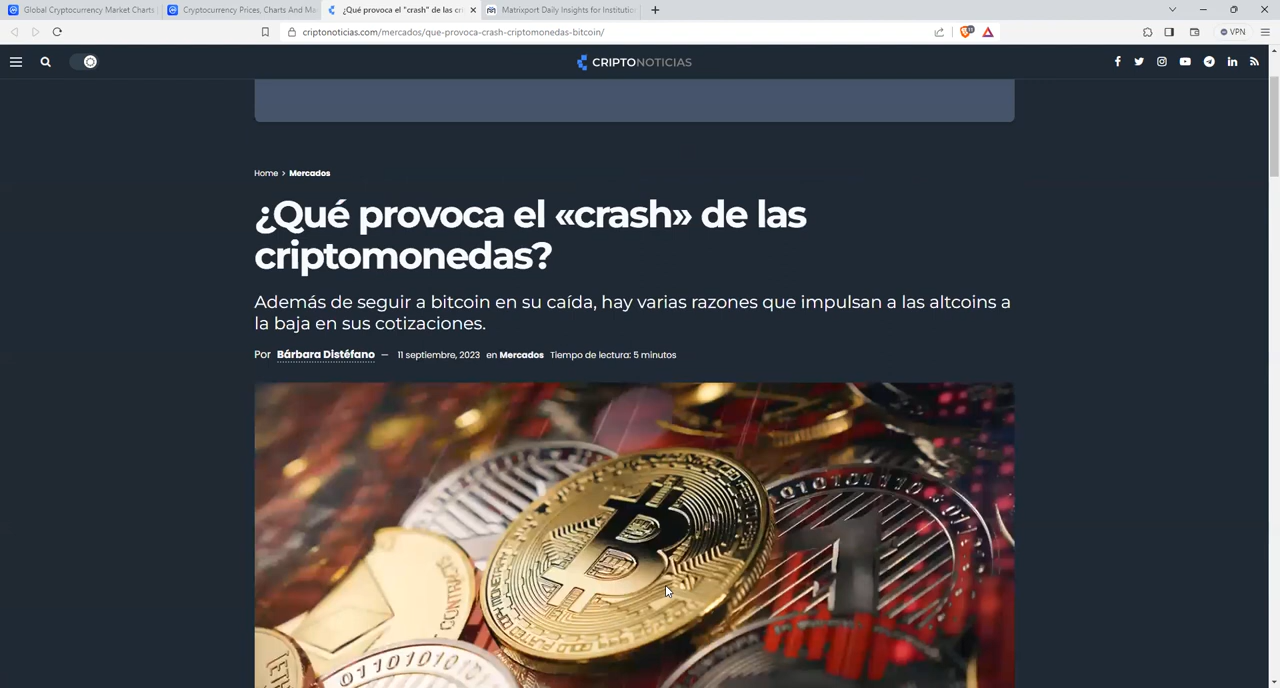 Global Cryptocurrency Market Charts
Cryptocurrency Prices, Charts And Ma
¿Qué provoca el "crash" de las cri
Matrixport Daily Insights for Institutio
criptonoticias.com/mercados/que-provoca-crash-criptomonedas-bitcoin/
VPN
CRIPTONOTICIAS
Home > Mercados
¿Qué provoca el «crash» de las
criptomonedas?
Además de seguir a bitcoin en su caída, hay varias razones que impulsan a las altcoins a
la baja en sus cotizaciones.
Por Bárbara Distéfano — 11 septiembre, 2023 en Mercados Tiempo de lectura: 5 minutos